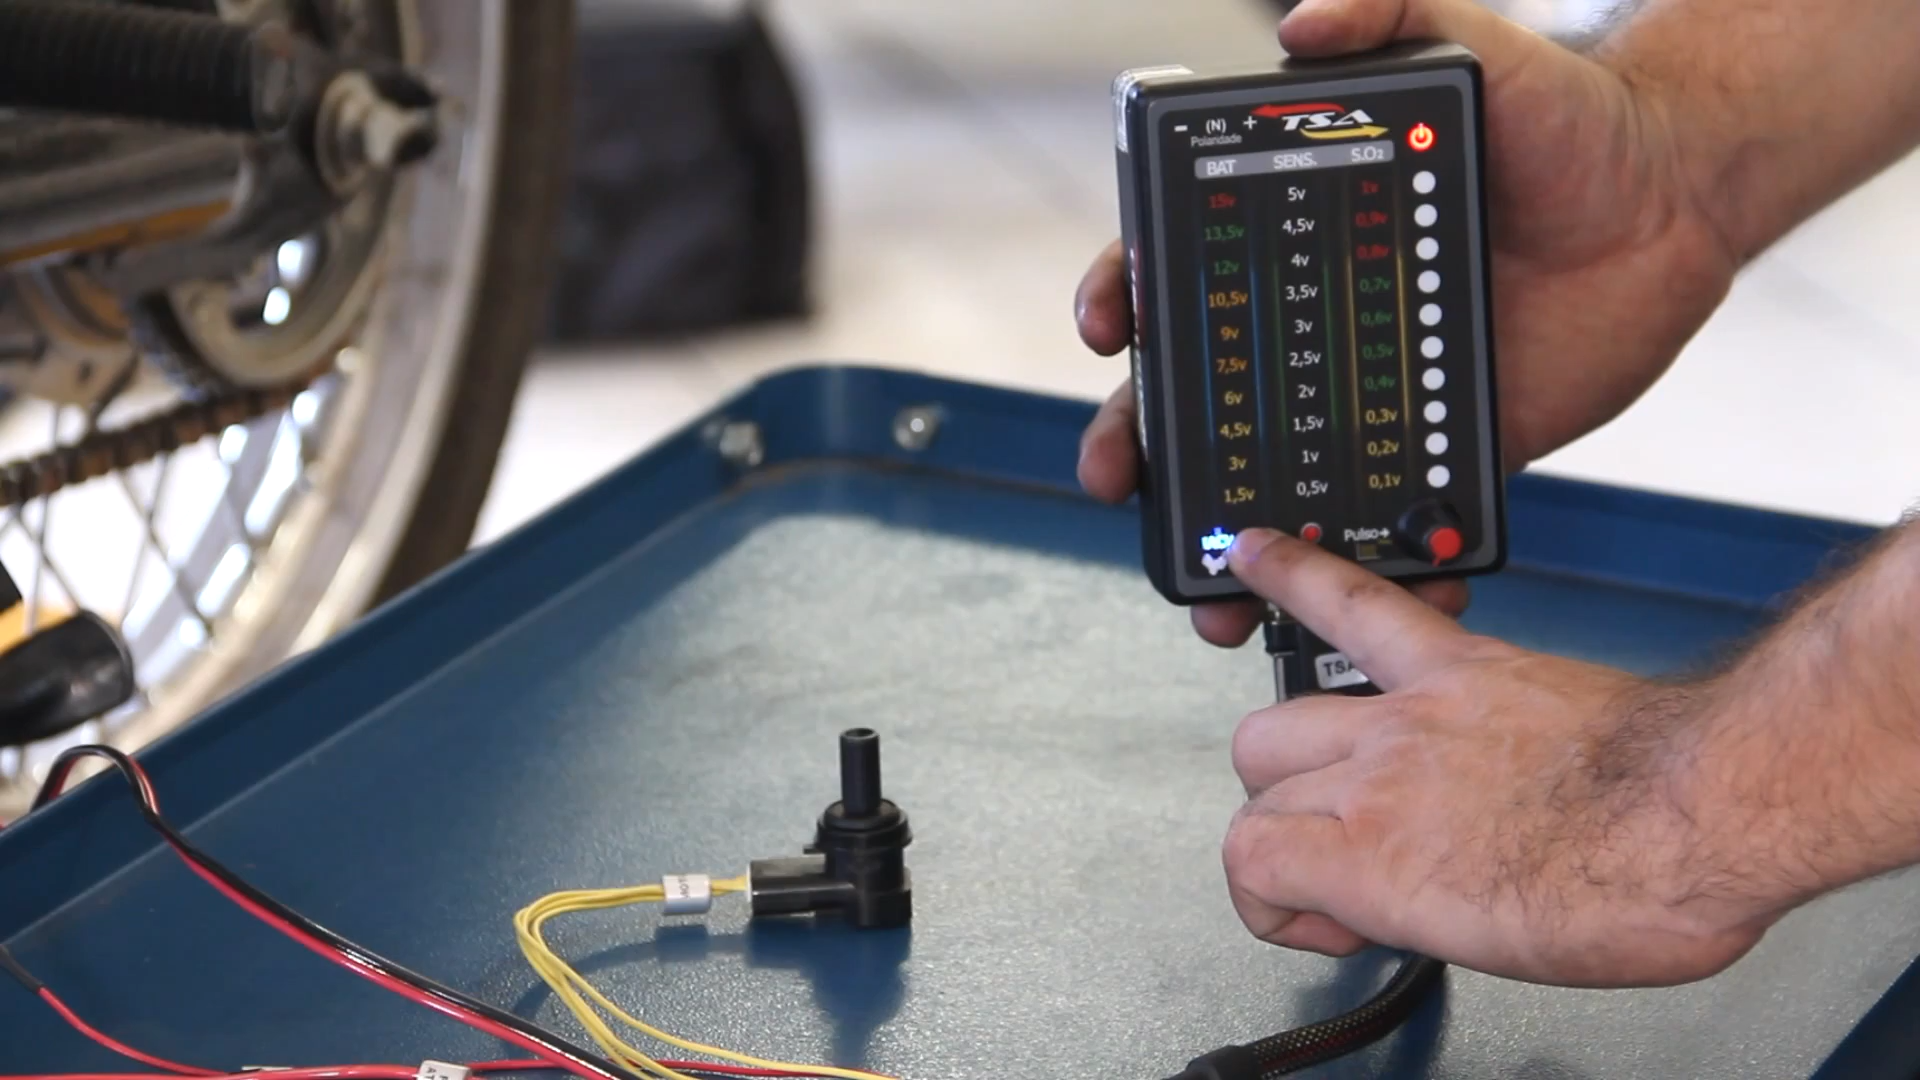 - (N) + TSA
Polaridade
BAT SENS. S.O₂
15v 5v 1v
13,5v 4,5v 0,9v
12v 4v 0,8v
10,5v 3,5v 0,7v
9v 3v 0,6v
7,5v 2,5v 0,5v
6v 2v 0,4v
4,5v 1,5v 0,3v
3v 1v 0,2v
1,5v 0,5v 0,1v
Pulso+